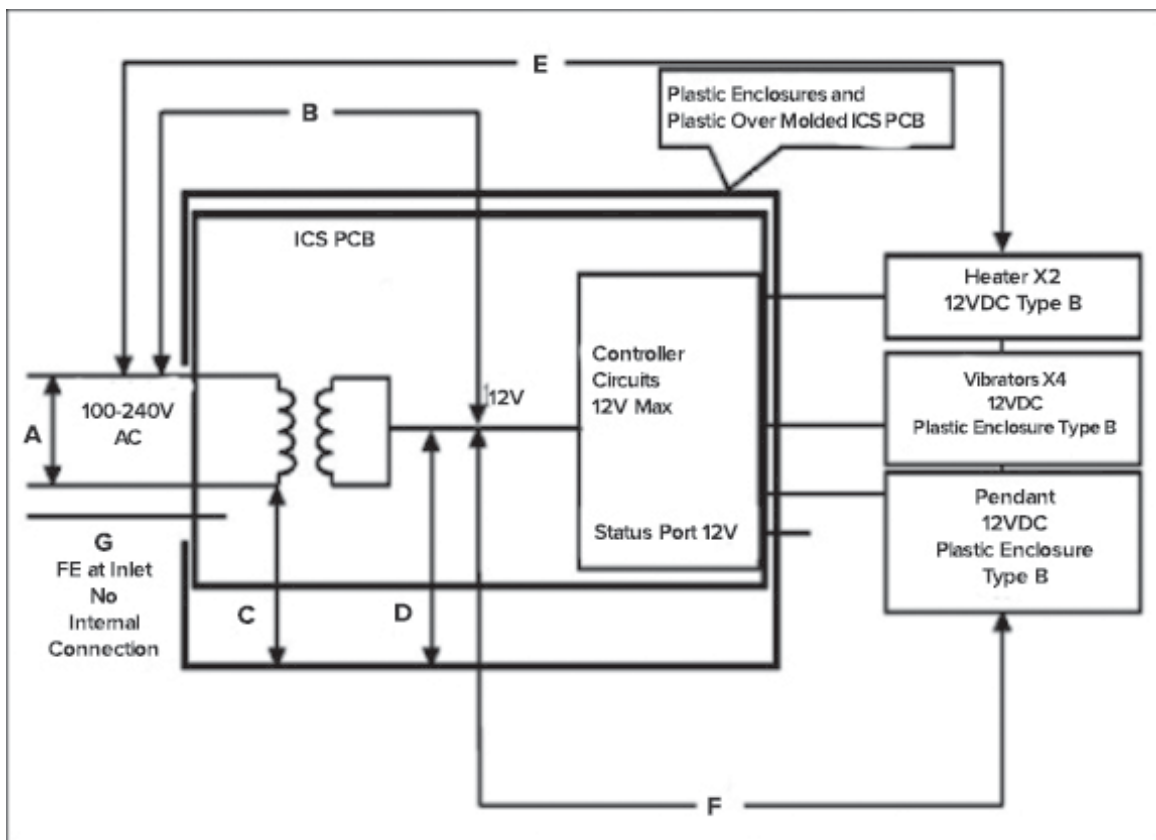 E
B
Plastic Enclosures and
Plastic Over Molded ICS PCB
ICS PCB
Heater X2
12VDC Type B
Controller
Circuits
12V Max
12V
100-240V
AC
A
Vibrators X4
12VDC
Plastic Enclosure Type B
Pendant
12VDC
Plastic Enclosure
Type B
Status Port 12V
G
FE at Inlet
No
Internal
Connection
C
D
F